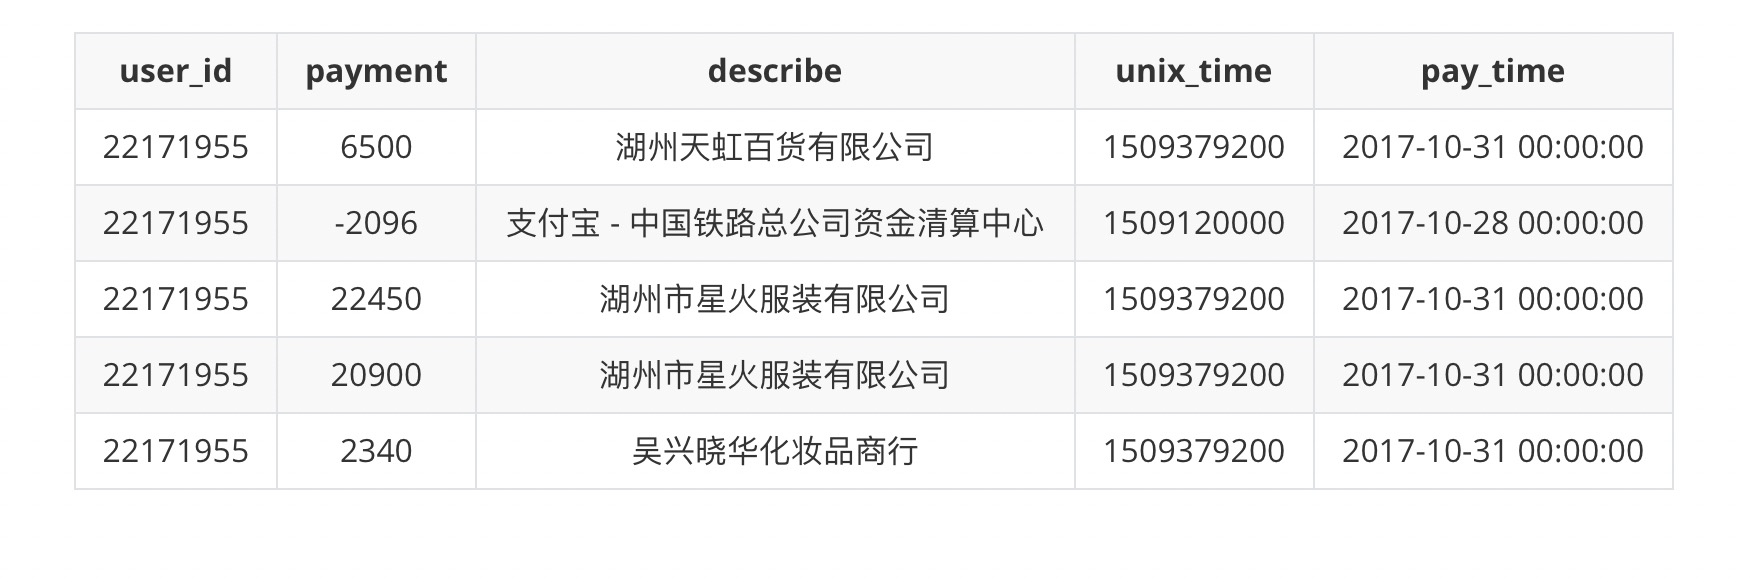 user_id payment describe unix_time pay_time
22171955 6500 湖州天虹百货有限公司 1509379200 2017-10-31 00:00:00
22171955 -2096 支付宝 - 中国铁路总公司资金清算中心 1509120000 2017-10-28 00:00:00
22171955 22450 湖州市星火服装有限公司 1509379200 2017-10-31 00:00:00
22171955 20900 湖州市星火服装有限公司 1509379200 2017-10-31 00:00:00
22171955 2340 吴兴晓华化妆品商行 1509379200 2017-10-31 00:00:00